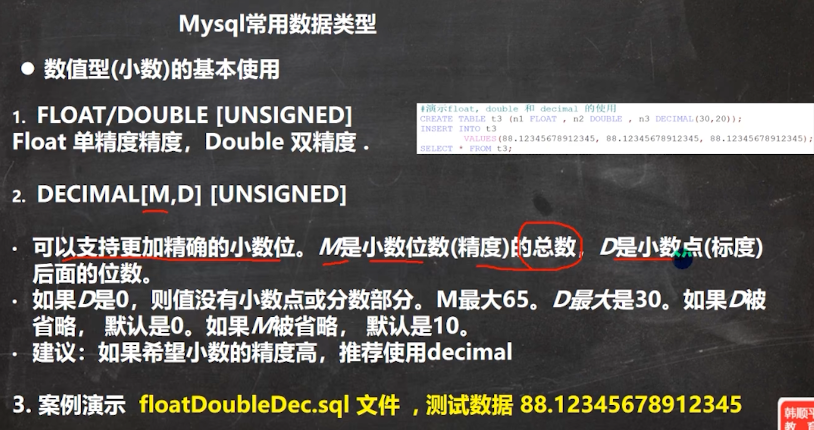 Mysql常用数据类型
● 数值型(小数)的基本使用
1. FLOAT/DOUBLE [UNSIGNED]
Float 单精度精度，Double 双精度 .
#演示float, double 和 decimal 的使用
CREATE TABLE t3 (n1 FLOAT , n2 DOUBLE , n3 DECIMAL(30,20));
INSERT INTO t3
VALUES(88.12345678912345, 88.12345678912345, 88.12345678912345);
SELECT * FROM t3;
2. DECIMAL[M,D] [UNSIGNED]
• 可以支持更加精确的小数位。M是小数位数(精度)的总数，D是小数点(标度)
后面的位数。
• 如果D是0，则值没有小数点或分数部分。M最大65。D最大是30。如果D被
省略， 默认是0。如果M被省略， 默认是10。
• 建议：如果希望小数的精度高，推荐使用decimal
3. 案例演示 floatDoubleDec.sql 文件 , 测试数据 88.12345678912345
韩顺平
教 育